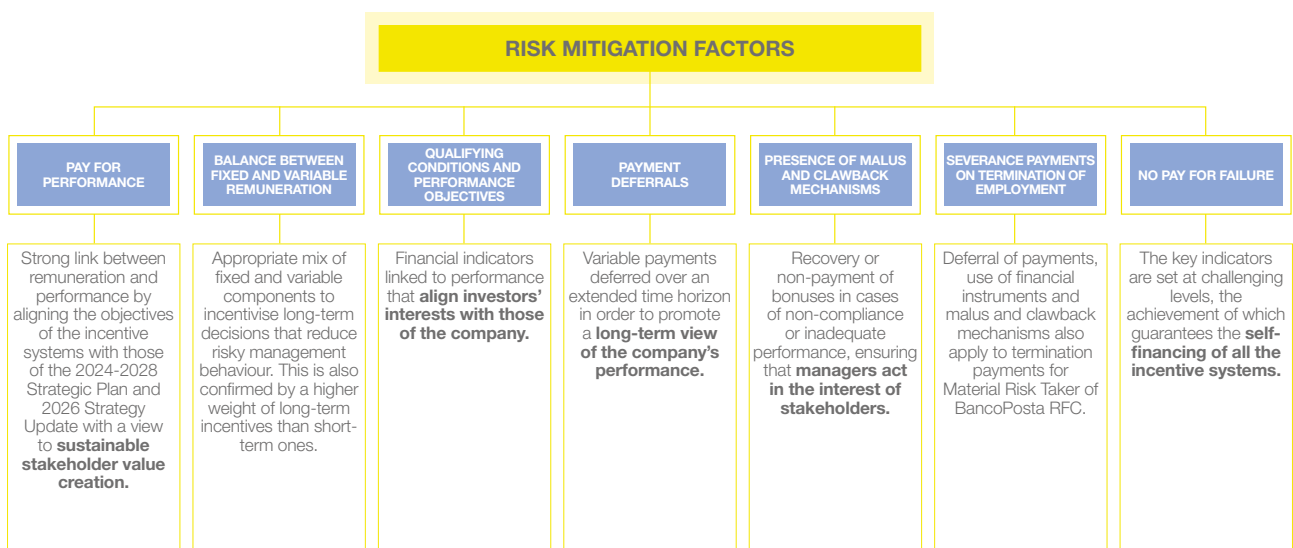 RISK MITIGATION FACTORS
PAY FOR
PERFORMANCE
Strong link between
remuneration and
performance by
aligning the objectives
of the incentive
systems with those
of the 2024-2028
Strategic Plan and
2026 Strategy
Update with a view
to sustainable
stakeholder value
creation.
BALANCE BETWEEN
FIXED AND VARIABLE
REMUNERATION
Appropriate mix of
fixed and variable
components to
incentivise long-term
decisions that reduce
risky management
behaviour. This is also
confirmed by a higher
weight of long-term
incentives than short-
term ones.
QUALIFYING
CONDITIONS AND
PERFORMANCE
OBJECTIVES
Financial indicators
linked to performance
that align investors'
interests with those
of the company.
PAYMENT
DEFERRALS
Variable payments
deferred over an
extended time horizon
in order to promote
a long-term view
of the company's
performance.
PRESENCE OF MALUS
AND CLAWBACK
MECHANISMS
Recovery or
non-payment of
bonuses in cases
of non-compliance
or inadequate
performance, ensuring
that managers act
in the interest of
stakeholders.
SEVERANCE PAYMENTS
ON TERMINATION OF
EMPLOYMENT
Deferral of payments,
use of financial
instruments and
malus and clawback
mechanisms also
apply to termination
payments for
Material Risk Taker of
BancoPosta RFC.
NO PAY FOR FAILURE
The key indicators
are set at challenging
levels, the
achievement of which
guarantees the self-
financing of all the
incentive systems.